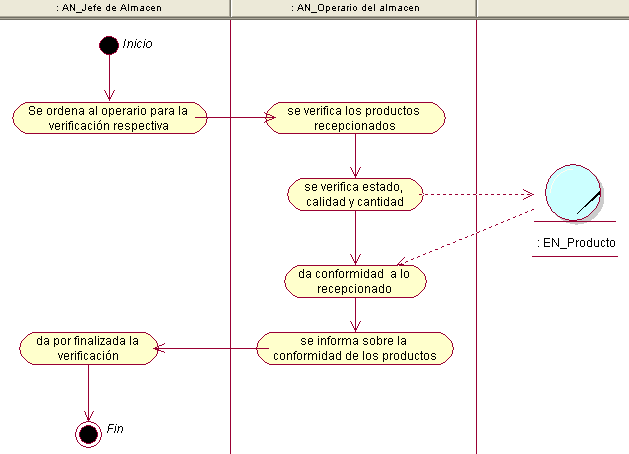 : AN_Jefe de Almacen
: AN_Operario del almacen
Inicio
Se ordena al operario para la
verificación respectiva
se verifica los productos
recepcionados
se verifica estado,
calidad y cantidad
: EN_Producto
da conformidad a lo
recepcionado
da por finalizada la
verificación
se informa sobre la
conformidad de los productos
Fin